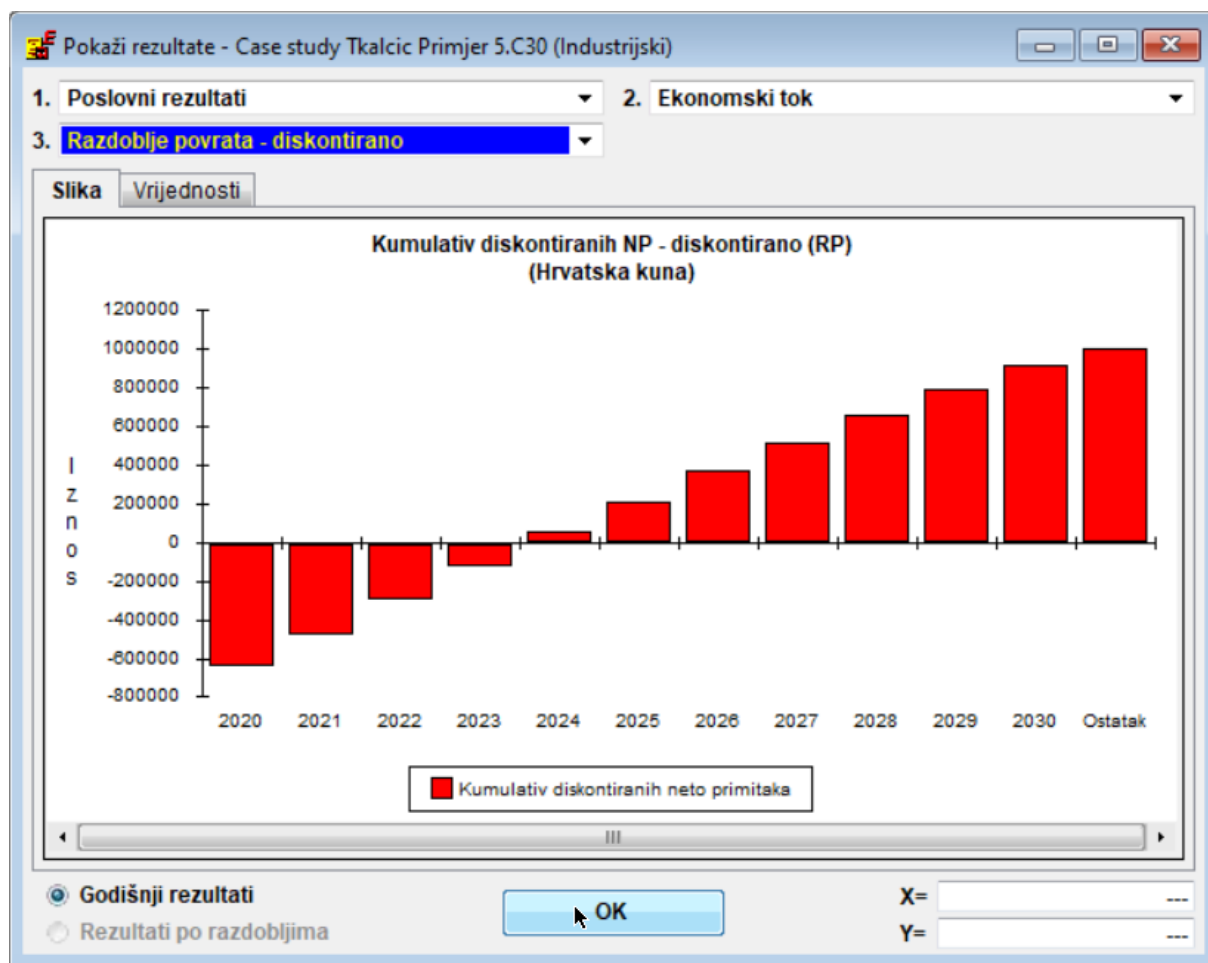 Pokaži rezultate - Case study Tkalcic Primjer 5.C30 (Industrijski)
1. Poslovni rezultati
2. Ekonomski tok
3. Razdoblje povrata - diskontirano
Slika Vrijednosti
Kumulativ diskontiranih NP - diskontirano (RP)
(Hrvatska kuna)
Iznos
1200000
1000000
800000
600000
400000
200000
0
-200000
-400000
-600000
-800000
2020 2021 2022 2023 2024 2025 2026 2027 2028 2029 2030 Ostatak
Kumulativ diskontiranih neto primitaka
Godišnji rezultati
Rezultati po razdobljima
OK
X= ---
Y= ---